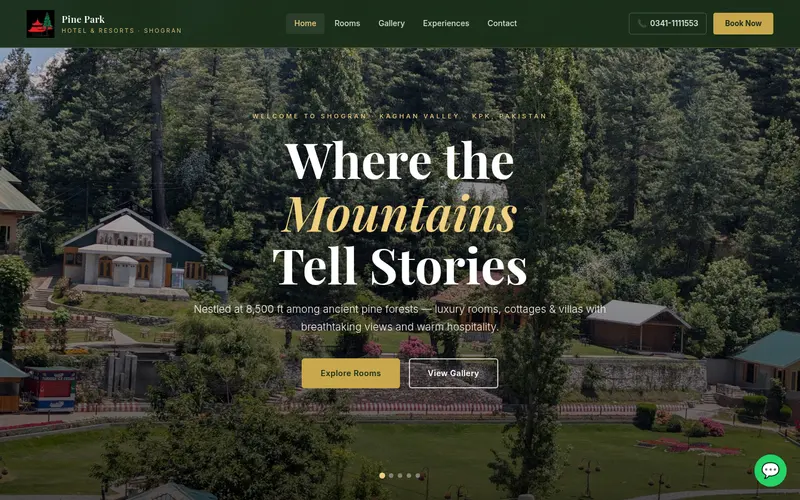 Pine Park
HOTEL & RESORTS · SHOGRAN
Home
Rooms
Gallery
Experiences
Contact
0341-1111553
Book Now
WELCOME TO SHOGRAN · KAGHAN VALLEY · KPK, PAKISTAN
Where the
Mountains
Tell Stories
Nestled at 8,500 ft among ancient pine forests — luxury rooms, cottages & villas with
breathtaking views and warm hospitality.
Explore Rooms
View Gallery